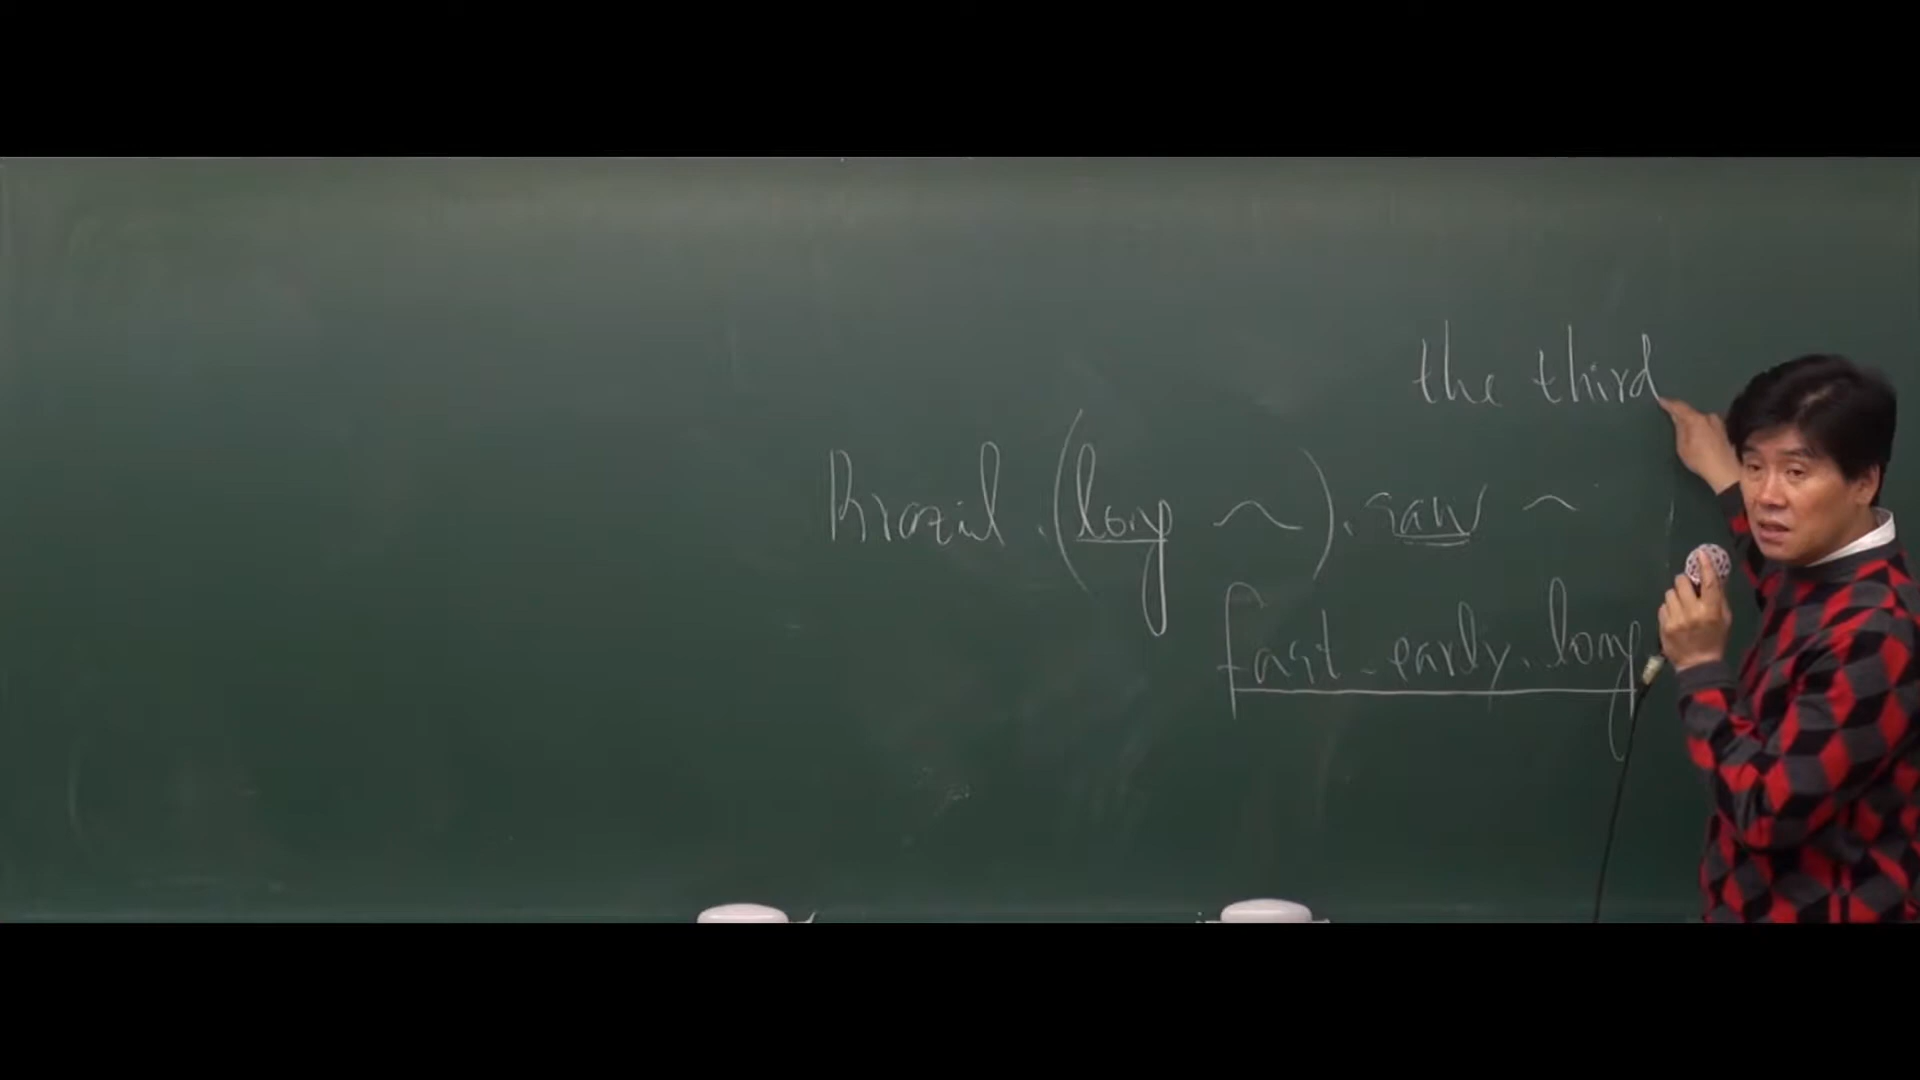 the third
Brazil, (long ~), saw ~
fast - early, long